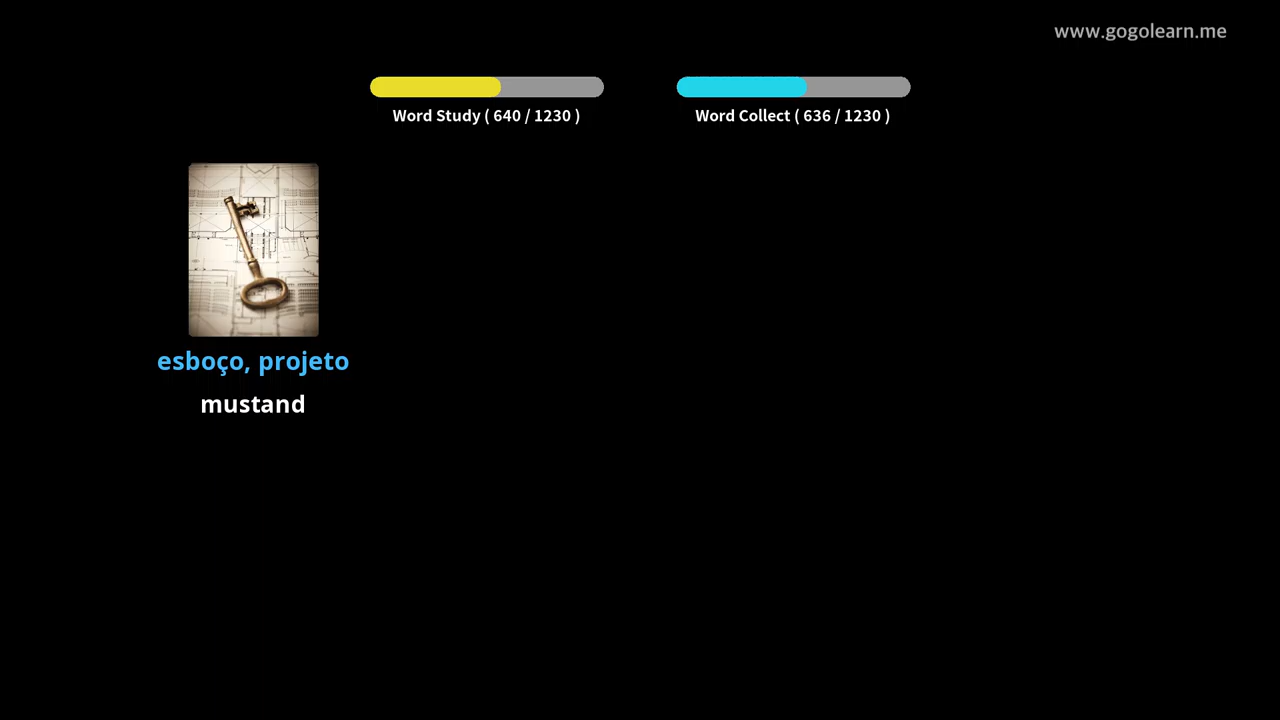 www.gogolearn.me
Word Study ( 640 / 1230 )
Word Collect ( 636 / 1230 )
esboço, projeto
mustand